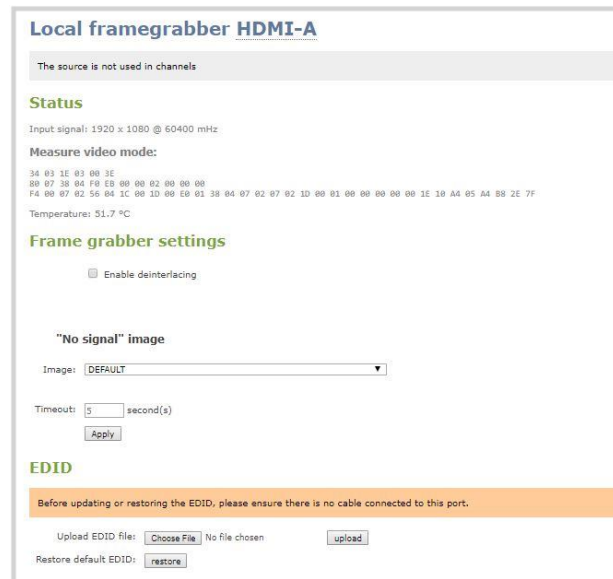 Local framegrabber HDMI-A
The source is not used in channels
Status
Input signal: 1920 x 1080 @ 60400 mHz
Measure video mode:
34 03 1E 03 00 3E
80 07 38 04 F0 EB 00 00 02 00 00 00
F4 00 07 02 56 04 1C 00 1D 00 E0 01 38 04 07 02 07 02 1D 00 01 00 00 00 00 00 1E 10 A4 05 A4 B8 2E 7F
Temperature: 51.7 °C
Frame grabber settings
Enable deinterlacing
"No signal" image
Image: DEFAULT
Timeout: 5 second(s)
Apply
EDID
Before updating or restoring the EDID, please ensure there is no cable connected to this port.
Upload EDID file: Choose File No file chosen upload
Restore default EDID: restore